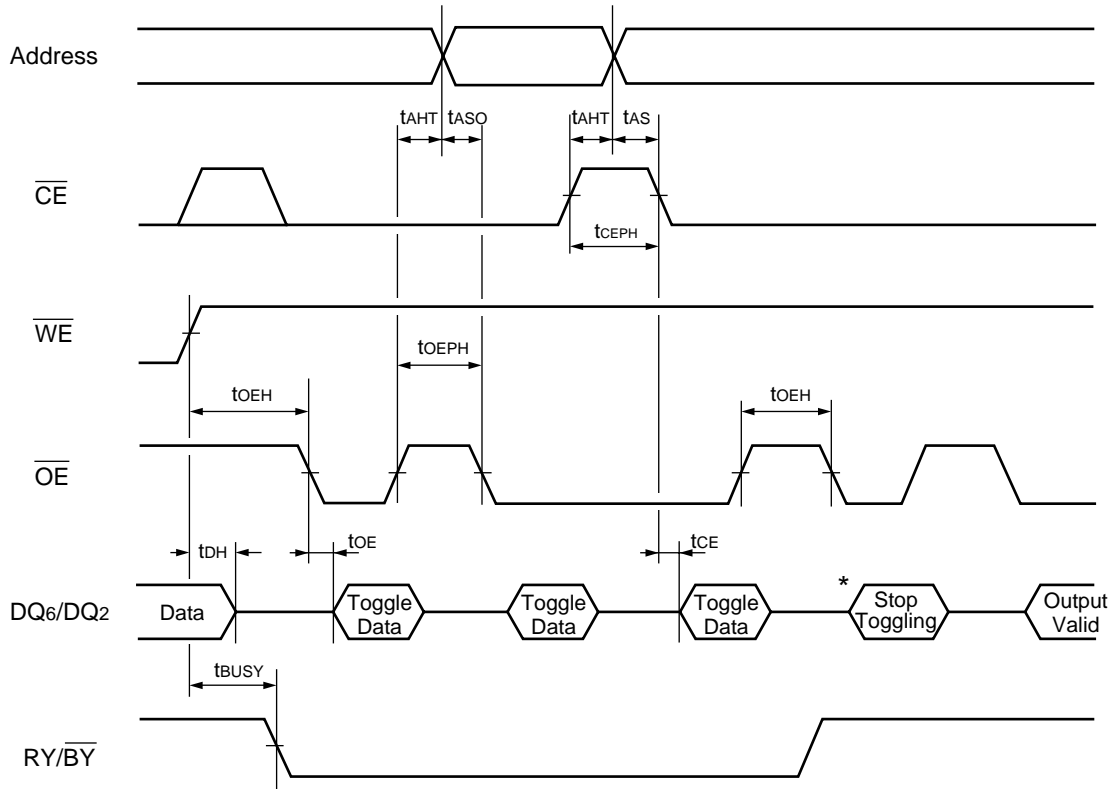 Address
tAHT tASO tAHT tAS
CE
tCEPH
WE
tOEPH
tOEH tOEH
OE
tDH tOE tCE
*
DQ6/DQ2 Data Toggle Data Toggle Data Toggle Data Stop Toggling Output Valid
tBUSY
RY/BY